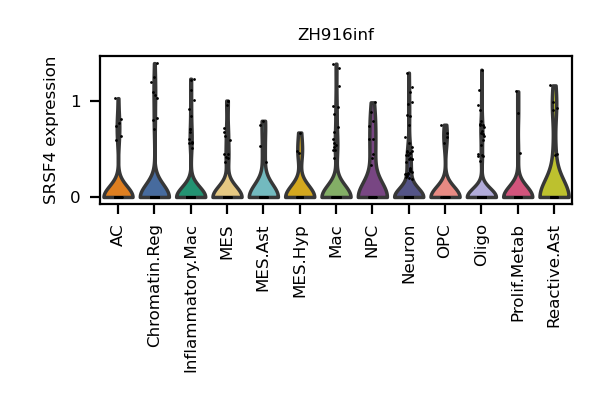 ZH916inf
SRSF4 expression
1
0
AC
Chromatin.Reg
Inflammatory.Mac
MES
MES.Ast
MES.Hyp
Mac
NPC
Neuron
OPC
Oligo
Prolif.Metab
Reactive.Ast